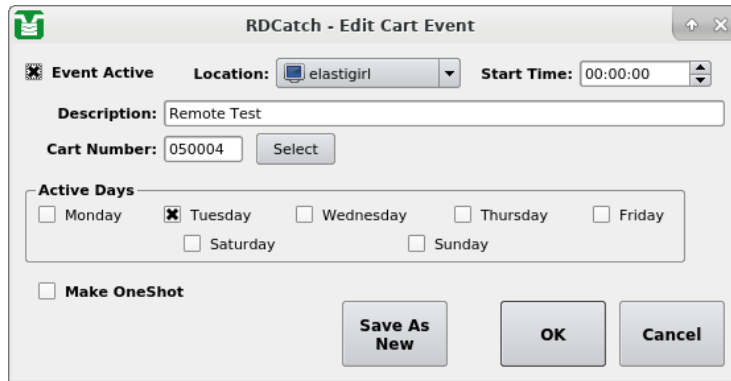 RDCatch - Edit Cart Event
Event Active Location: elastigirl Start Time: 00:00:00
Description: Remote Test
Cart Number: 050004 Select
Active Days
Monday Tuesday Wednesday Thursday Friday
Saturday Sunday
Make OneShot
Save As
New
OK
Cancel